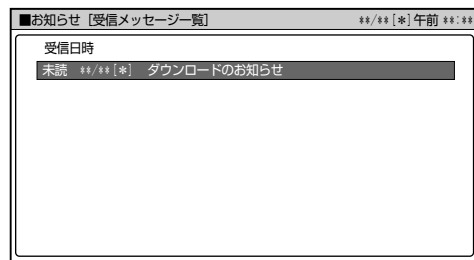 ■お知らせ［受信メッセージ一覧］ **/**[*]午前 **:**
受信日時
未読 **/**[*] ダウンロードのお知らせ